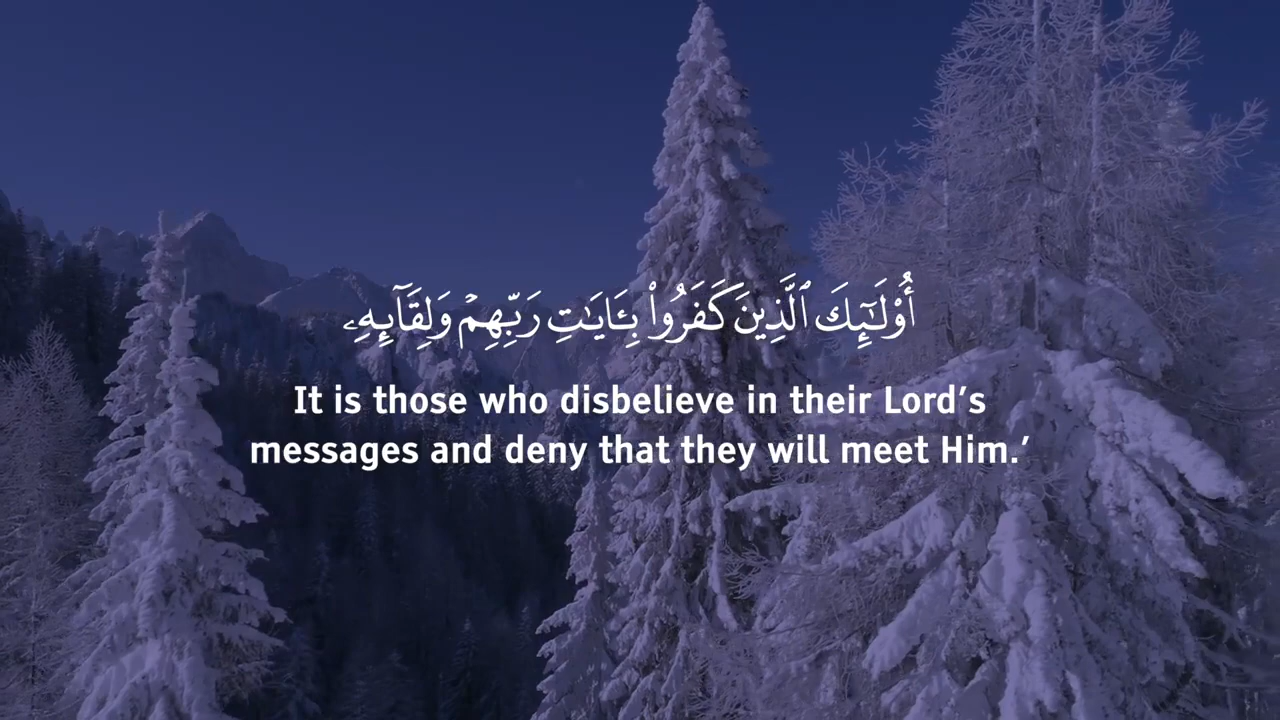 أُو۟لَـٰٓئِكَ ٱلَّذِينَ كَفَرُوا۟ بِـَٔايَـٰتِ رَبِّهِمْ وَلِقَآئِهِۦ
It is those who disbelieve in their Lord’s
messages and deny that they will meet Him.’